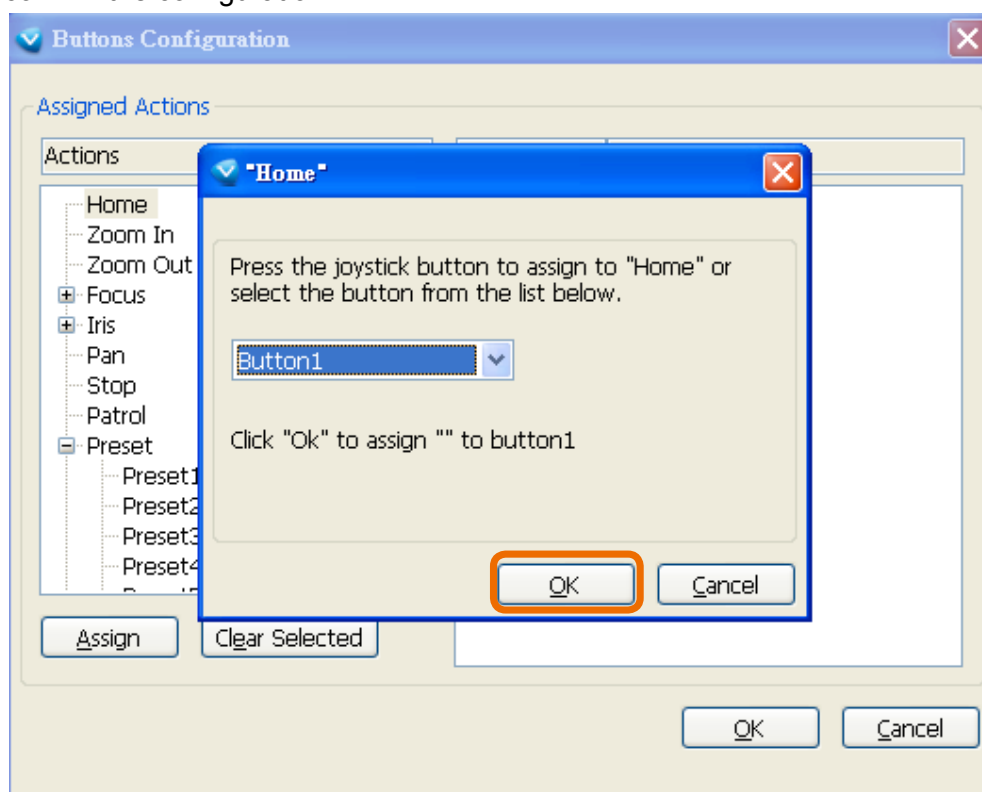 Buttons Configuration
Assigned Actions
Actions
Home
Zoom In
Zoom Out
Focus
Iris
Pan
Stop
Patrol
Preset
Preset1
Preset2
Preset3
Preset4
"Home"
Press the joystick button to assign to "Home" or
select the button from the list below.
Button1
Click "Ok" to assign "" to button1
OK Cancel
Assign Clear Selected
OK Cancel